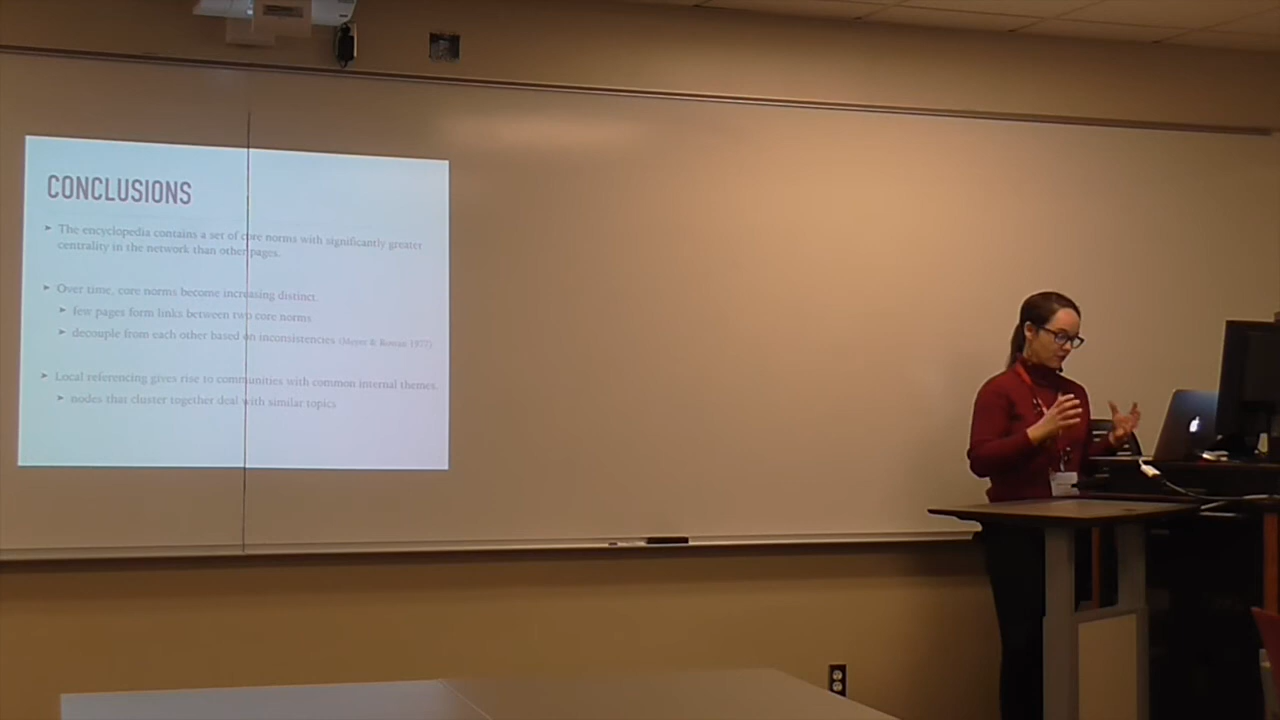 CONCLUSIONS
➤ The encyclopedia contains a set of core norms with significantly greater
centrality in the network than other pages.
➤ Over time, core norms become increasing distinct.
➤ few pages form links between two core norms
➤ decouple from each other based on inconsistencies (Meyer & Rowan 1977)
➤ Local referencing gives rise to communities with common internal themes.
➤ nodes that cluster together deal with similar topics